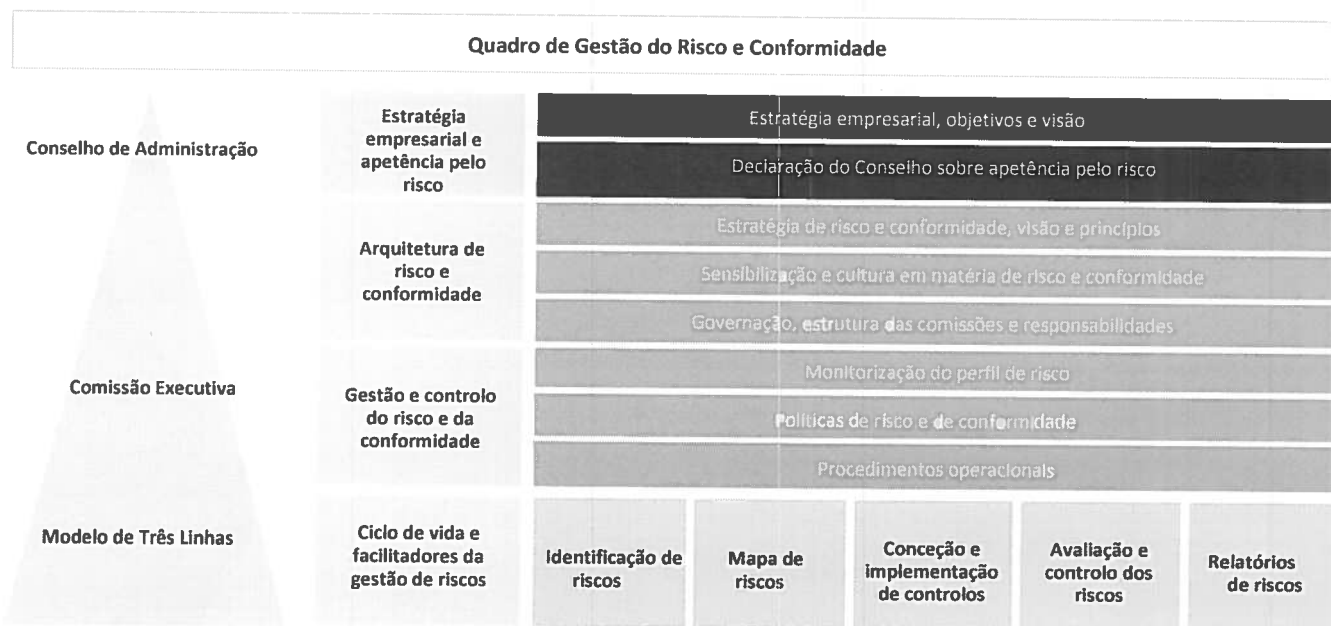 Quadro de Gestão do Risco e Conformidade
Conselho de Administração
Estratégia
empresarial e
apetência pelo
risco
Estratégia empresarial, objetivos e visão
Declaração do Conselho sobre apetência pelo risco
Arquitetura de
risco e
conformidade
Estratégia de risco e conformidade, visão e princípios
Sensibilização e cultura em matéria de risco e conformidade
Governação, estrutura das comissões e responsabilidades
Comissão Executiva
Gestão e controlo
do risco e da
conformidade
Monitorização do perfil de risco
Políticas de risco e de conformidade
Procedimentos operacionais
Modelo de Três Linhas
Ciclo de vida e
facilitadores da
gestão de riscos
Identificação de
riscos
Mapa de
riscos
Conceção e
implementação
de controlos
Avaliação e
controlo dos
riscos
Relatórios
de riscos